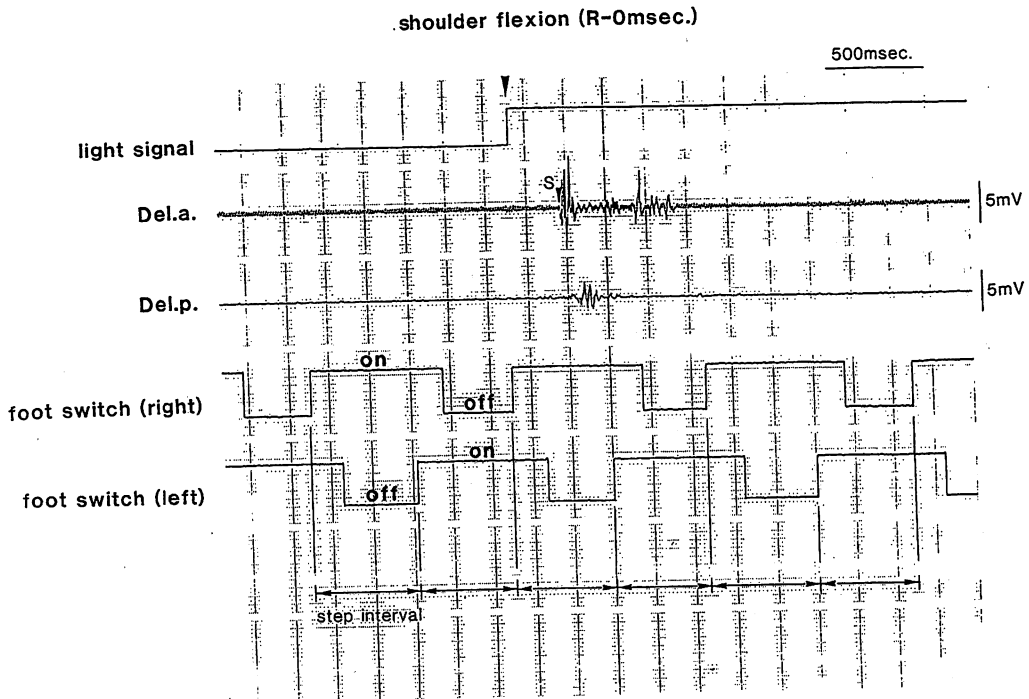 shoulder flexion (R-0msec.)
500msec.
light signal
S
Del.a.
5mV
Del.p.
5mV
on
foot switch (right)
off
on
foot switch (left)
off
step interval